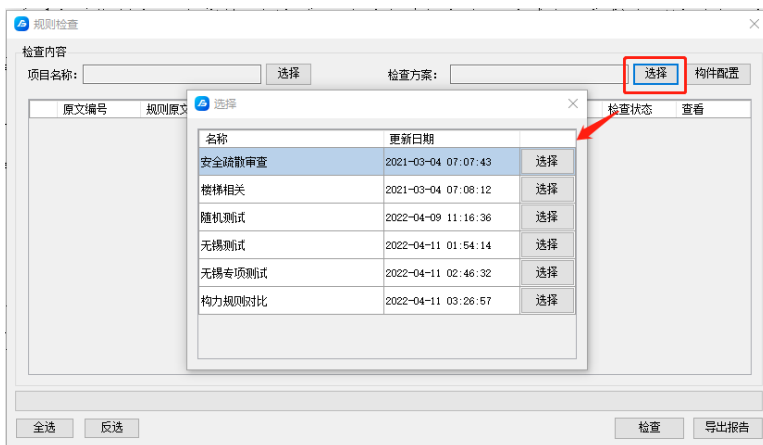 规则检查
检查内容
项目名称： 选择 检查方案： 选择 构件配置
原文编号 规则原文 检查状态 查看
选择
名称 更新日期
安全疏散审查 2021-03-04 07:07:43 选择
楼梯相关 2021-03-04 07:08:12 选择
随机测试 2022-04-09 11:16:36 选择
无锡测试 2022-04-11 01:54:14 选择
无锡专项测试 2022-04-11 02:46:32 选择
构力规则对比 2022-04-11 03:26:57 选择
全选 反选 检查 导出报告